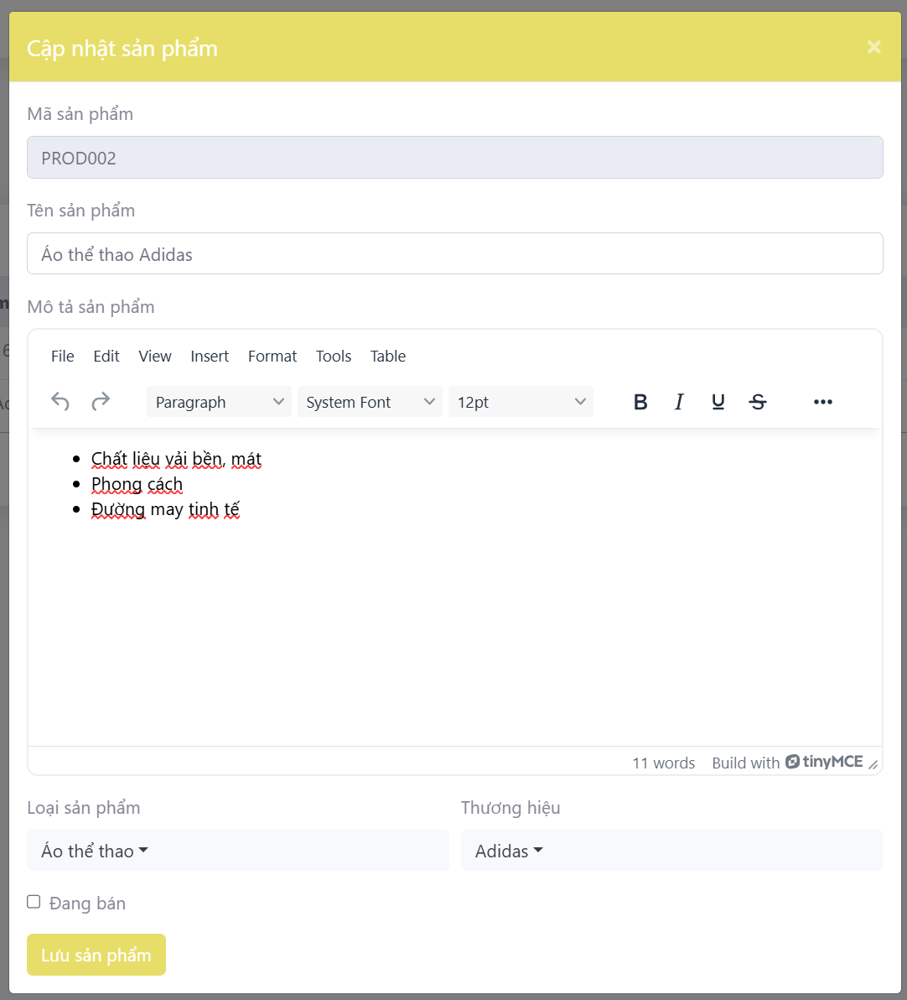 Cập nhật sản phẩm
Mã sản phẩm
PROD002
Tên sản phẩm
Áo thể thao Adidas
Mô tả sản phẩm
File Edit View Insert Format Tools Table
Paragraph System Font 12pt B I U S
Chất liệu vải bền, mát
Phong cách
Đường may tinh tế
11 words Build with tinyMCE
Loại sản phẩm Thương hiệu
Áo thể thao Adidas
Đang bán
Lưu sản phẩm